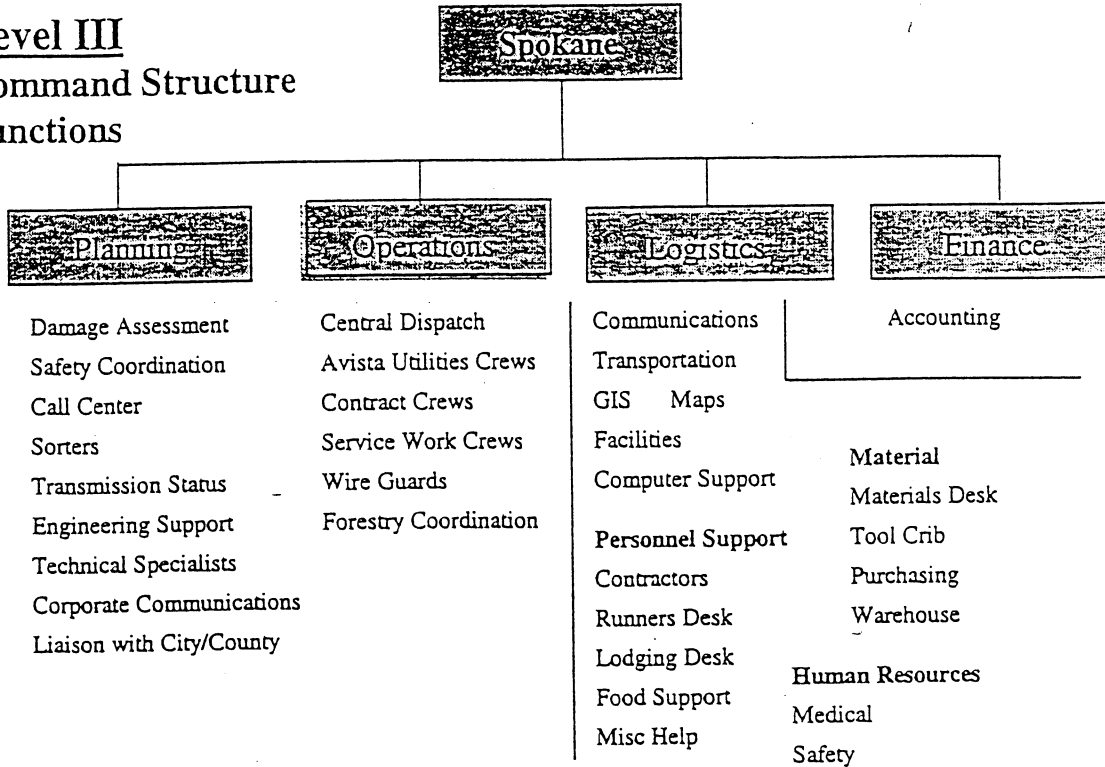 evel III
ommand Structure
unctions
Spokane
Planning
Operations
Logistics
Finance
Damage Assessment
Safety Coordination
Call Center
Sorters
Transmission Status
Engineering Support
Technical Specialists
Corporate Communications
Liaison with City/County
Central Dispatch
Avista Utilities Crews
Contract Crews
Service Work Crews
Wire Guards
Forestry Coordination
Communications
Transportation
GIS Maps
Facilities
Computer Support
Personnel Support
Contractors
Runners Desk
Lodging Desk
Food Support
Misc Help
Accounting
Material
Materials Desk
Tool Crib
Purchasing
Warehouse
Human Resources
Medical
Safety